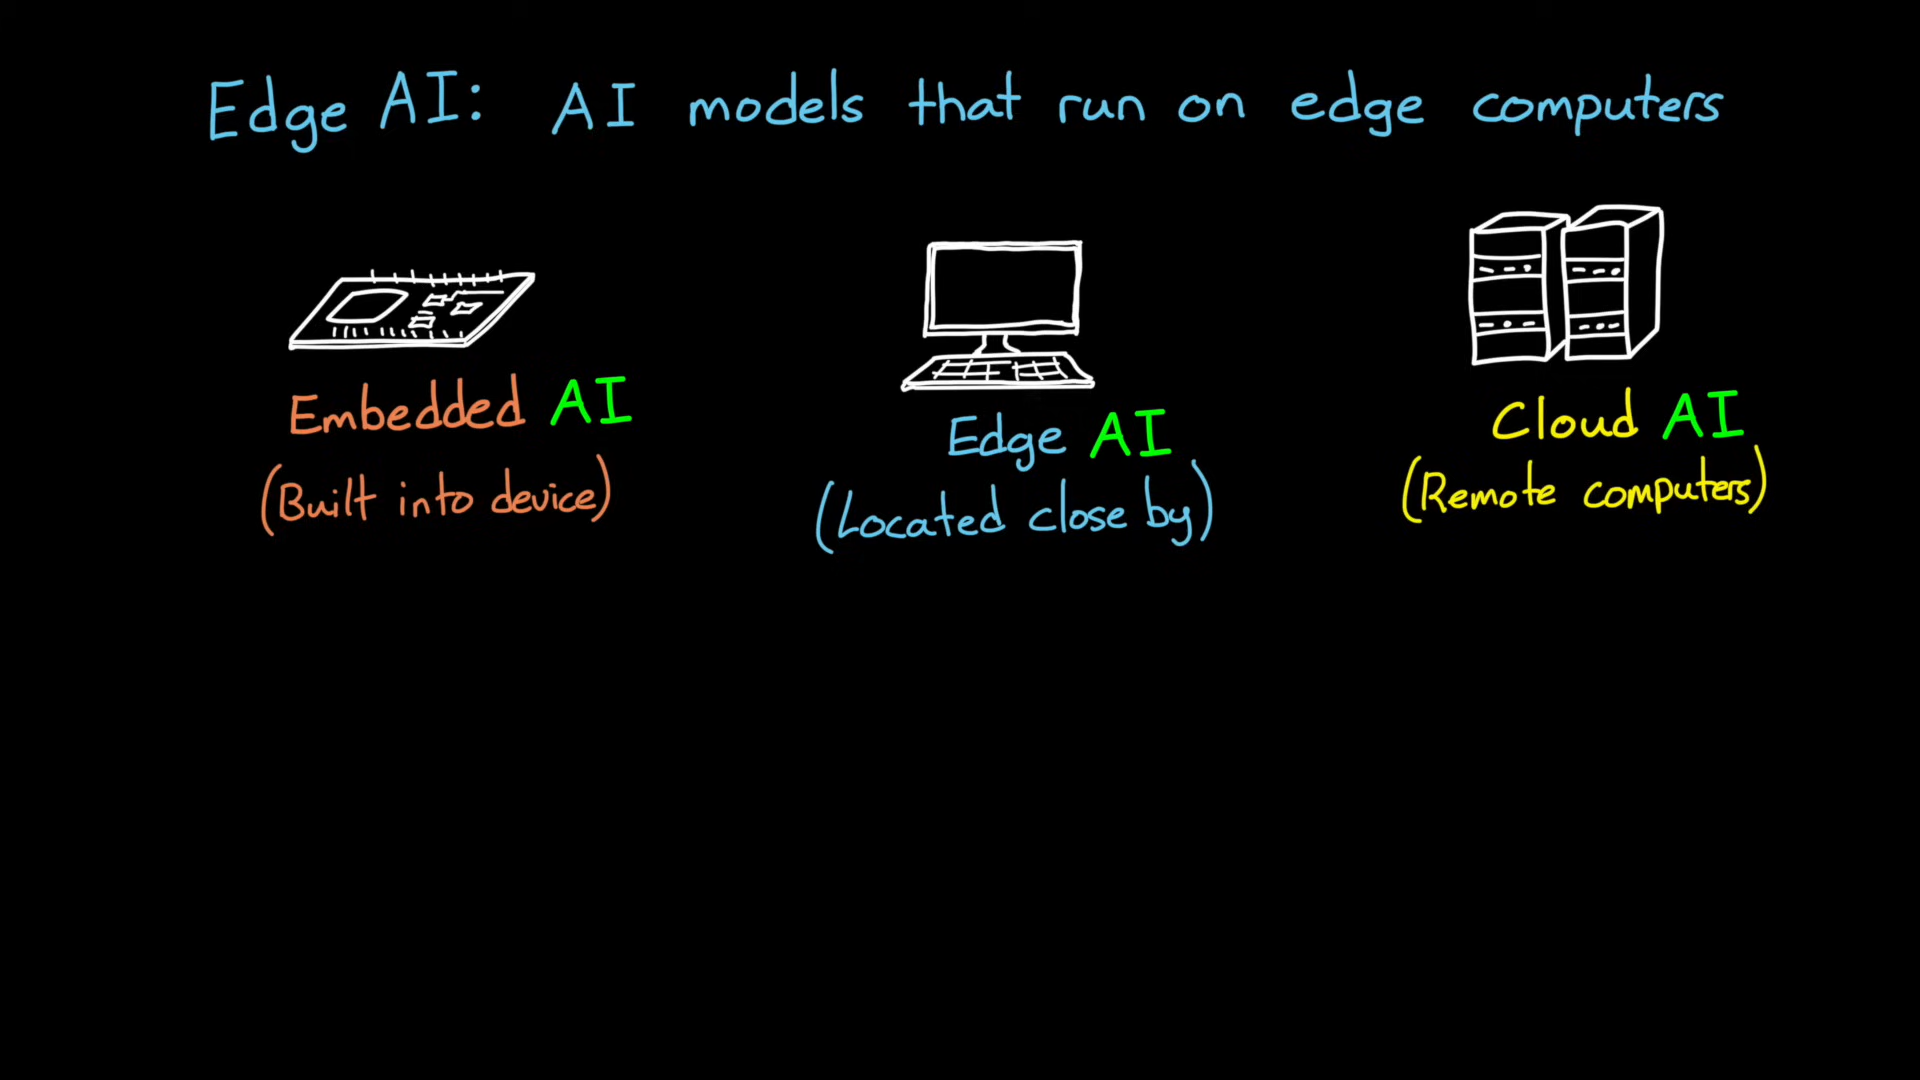 Edge AI: AI models that run on edge computers
Embedded AI
(Built into device)
Edge AI
(Located close by)
Cloud AI
(Remote computers)